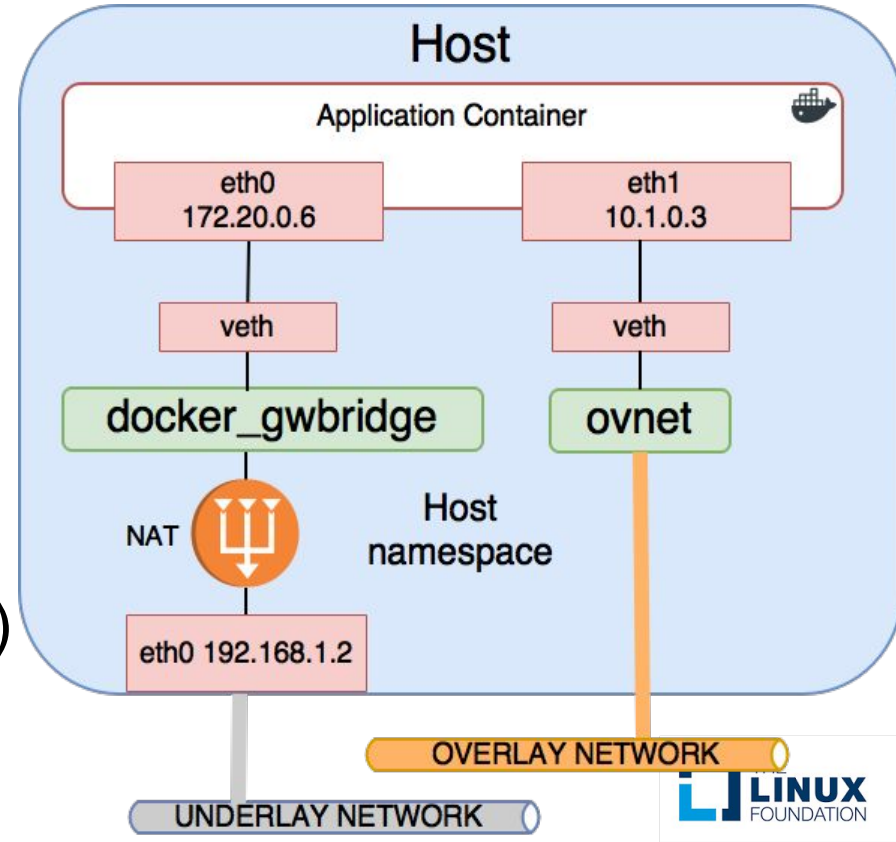 Host
Application Container
eth0
172.20.0.6
eth1
10.1.0.3
veth
veth
docker_gwbridge
ovnet
NAT
Host
namespace
)
eth0 192.168.1.2
OVERLAY NETWORK
THE
LINUX
FOUNDATION
UNDERLAY NETWORK